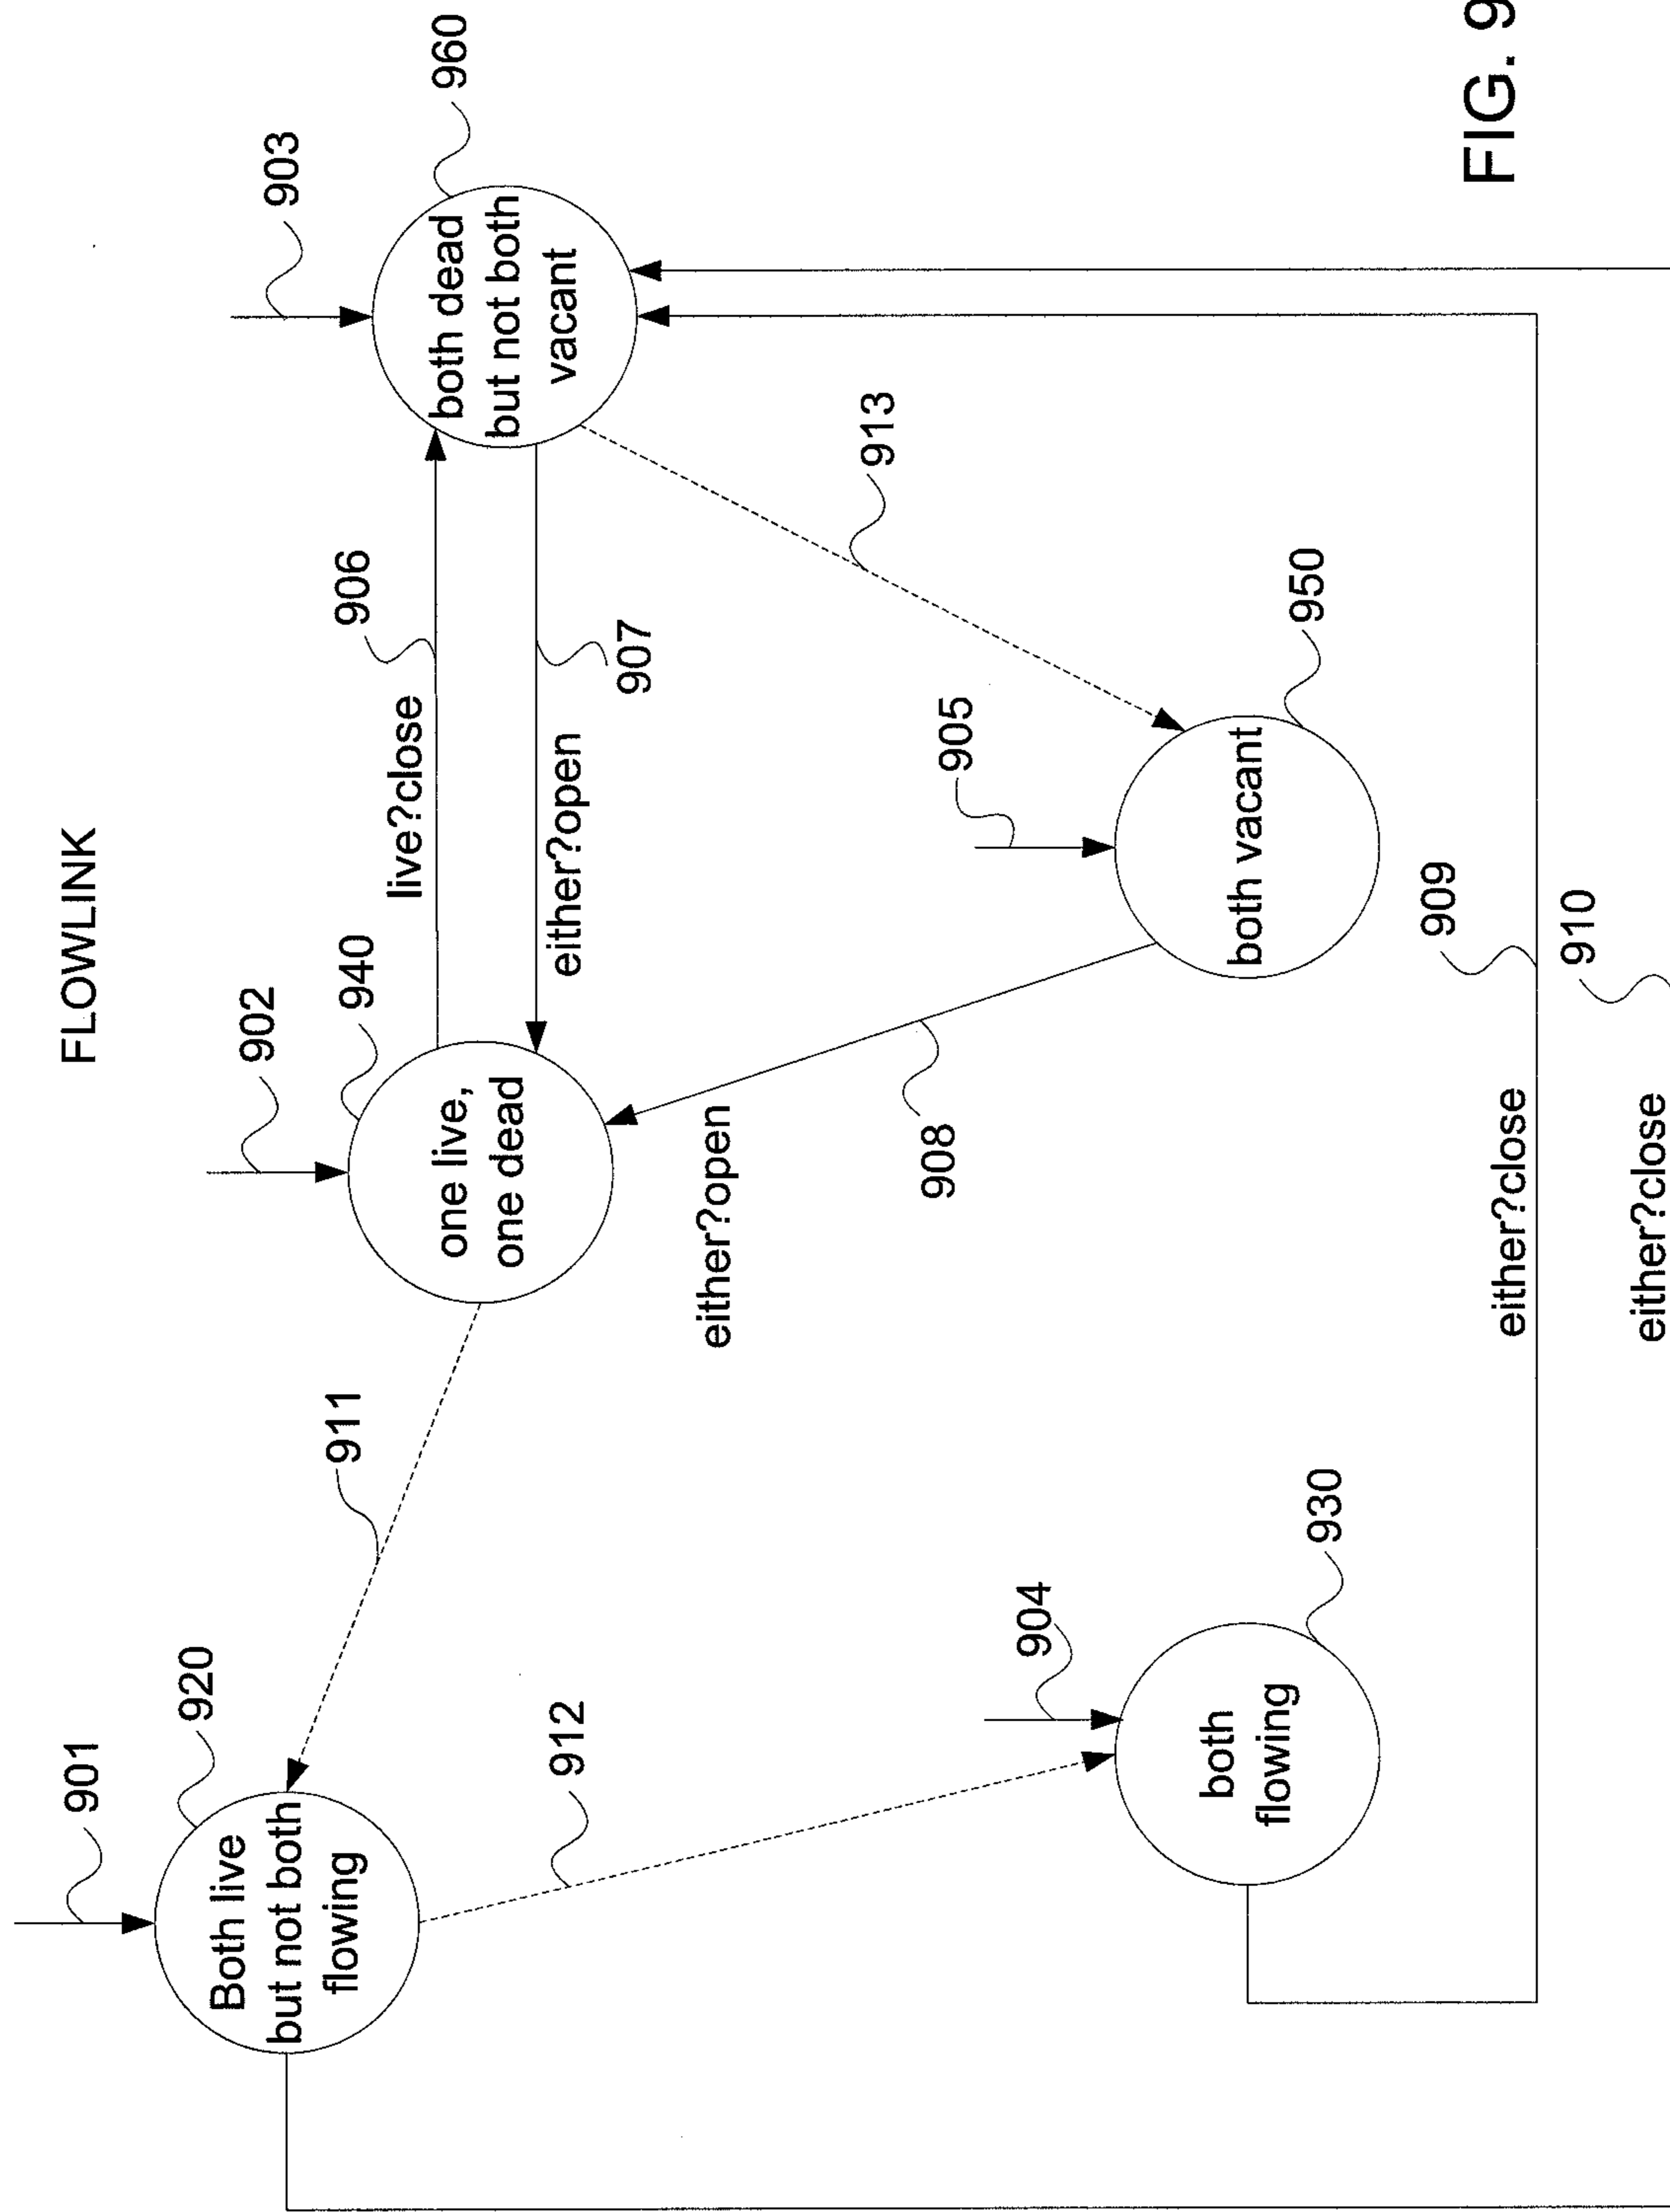 FLOWLINK
901
920
Both live
but not both
flowing
911
902
940
one live,
one dead
906
live?close
907
either?open
903
960
both dead
but not both
vacant
912
904
930
both
flowing
908
either?open
905
950
both vacant
913
909
either?close
910
either?close
FIG. 9